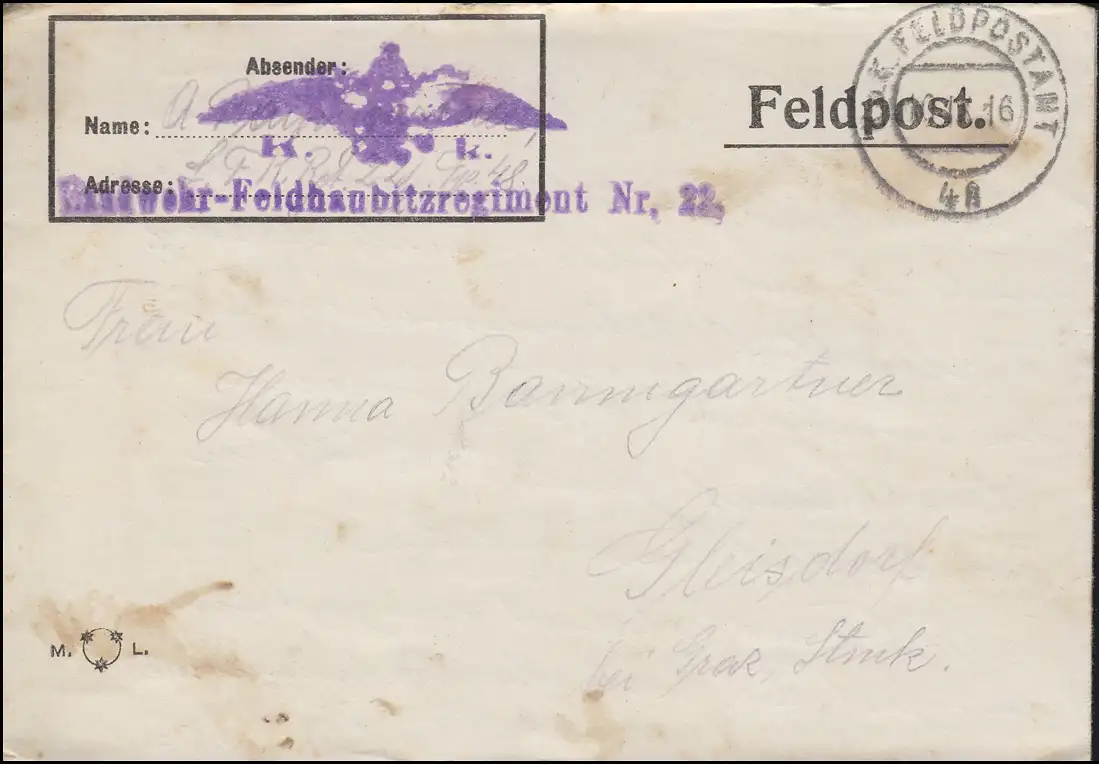 Absender:
Name: A.
K. K.
Adresse:
Landwehr-Feldhaubitzregiment Nr. 22.
Feldpost.
K. FELDPOSTAMT
16
48
Frau
Hanna Baumgartner
Gleisdorf
bei Graz, Stmk.
M. L.